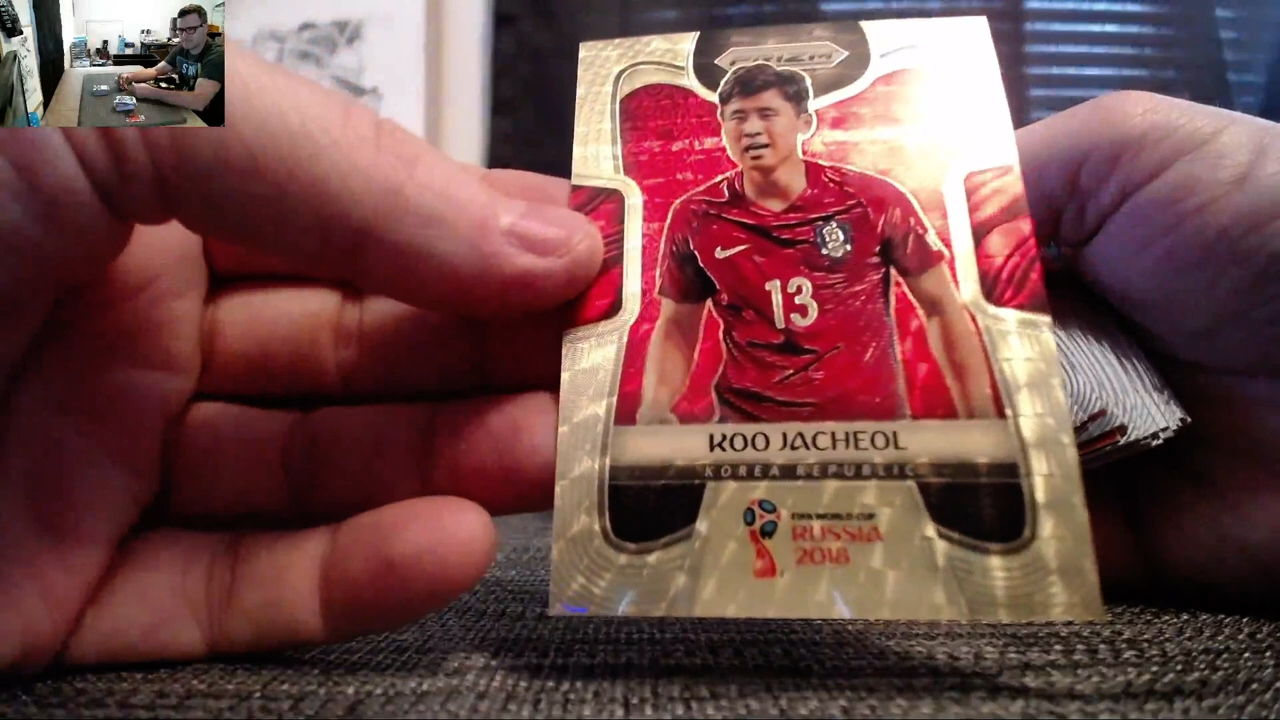 PRIZM
13
KOO JACHEOL
KOREA REPUBLIC
FIFA WORLD CUP
RUSSIA
2018